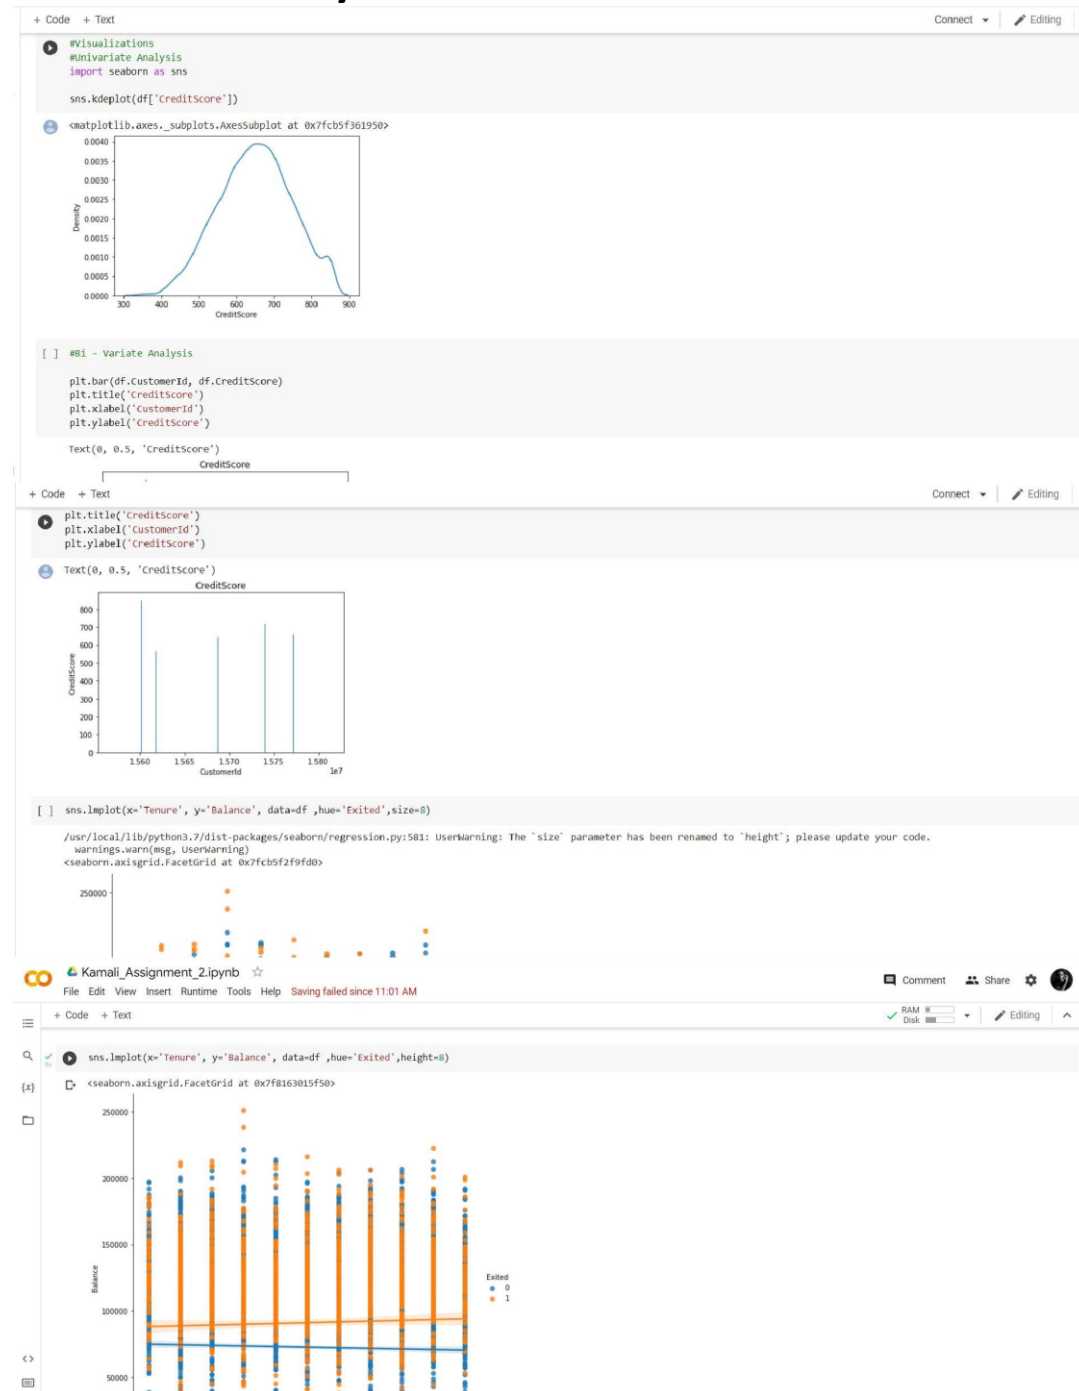 + Code + Text
Connect
Editing
#Visualizations
#Univariate Analysis
import seaborn as sns
sns.kdeplot(df['CreditScore'])
<matplotlib.axes._subplots.AxesSubplot at 0x7fcb5f361950>
0.0040
0.0035
0.0030
0.0025
0.0020
0.0015
0.0010
0.0005
0.0000
Density
300 400 500 600 700 800 900
CreditScore
[ ] #Bi - Variate Analysis
plt.bar(df.CustomerId, df.CreditScore)
plt.title('CreditScore')
plt.xlabel('CustomerId')
plt.ylabel('CreditScore')
Text(0, 0.5, 'CreditScore')
CreditScore
+ Code + Text
Connect
Editing
plt.title('CreditScore')
plt.xlabel('CustomerId')
plt.ylabel('CreditScore')
Text(0, 0.5, 'CreditScore')
CreditScore
800
700
600
500
400
300
200
100
0
CreditScore
1.560 1.565 1.570 1.575 1.580
CustomerId 1e7
[ ] sns.lmplot(x='Tenure', y='Balance', data=df ,hue='Exited',size=8)
/usr/local/lib/python3.7/dist-packages/seaborn/regression.py:581: UserWarning: The `size` parameter has been renamed to `height`; please update your code.
warnings.warn(msg, UserWarning)
<seaborn.axisgrid.FacetGrid at 0x7fcb5f2f9fd0>
250000
Kamali_Assignment_2.ipynb
Comment
Share
File Edit View Insert Runtime Tools Help Saving failed since 11:01 AM
+ Code + Text
RAM
Disk
Editing
sns.lmplot(x='Tenure', y='Balance', data=df ,hue='Exited',height=8)
{x}
<seaborn.axisgrid.FacetGrid at 0x7f8163015f50>
250000
200000
150000
100000
50000
Balance
Exited
0
1